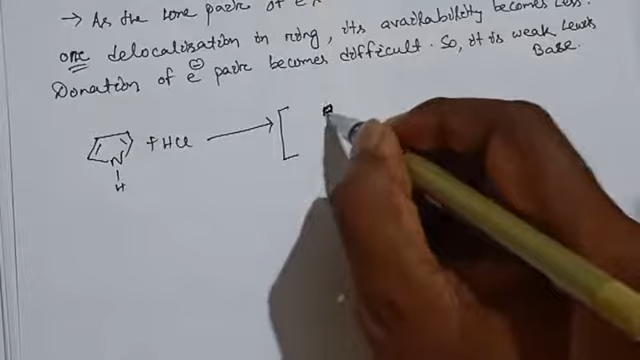 → As the lone pair of e
one delocalisation in ring, its availability becomes less.
Donation of e⊖ pair becomes difficult. So, it is weak Lewis
Base.
N + HCl ⟶ [
H